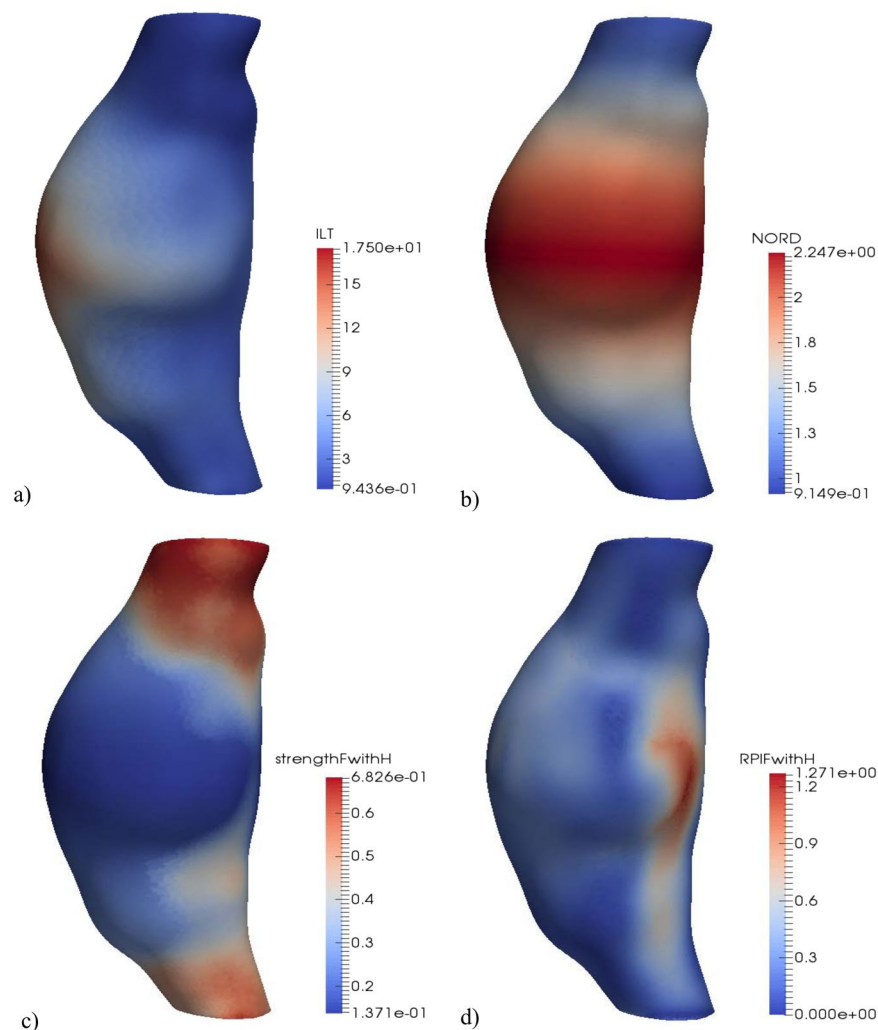 ILT
1.750e+01
15
12
9
6
3
9.436e-01
a)
NORD
2.247e+00
2
1.8
1.5
1.3
1
9.149e-01
b)
strengthFwithH
6.826e-01
0.6
0.5
0.4
0.3
0.2
1.371e-01
c)
RPIFwithH
1.271e+00
1.2
0.9
0.6
0.3
0.000e+00
d)